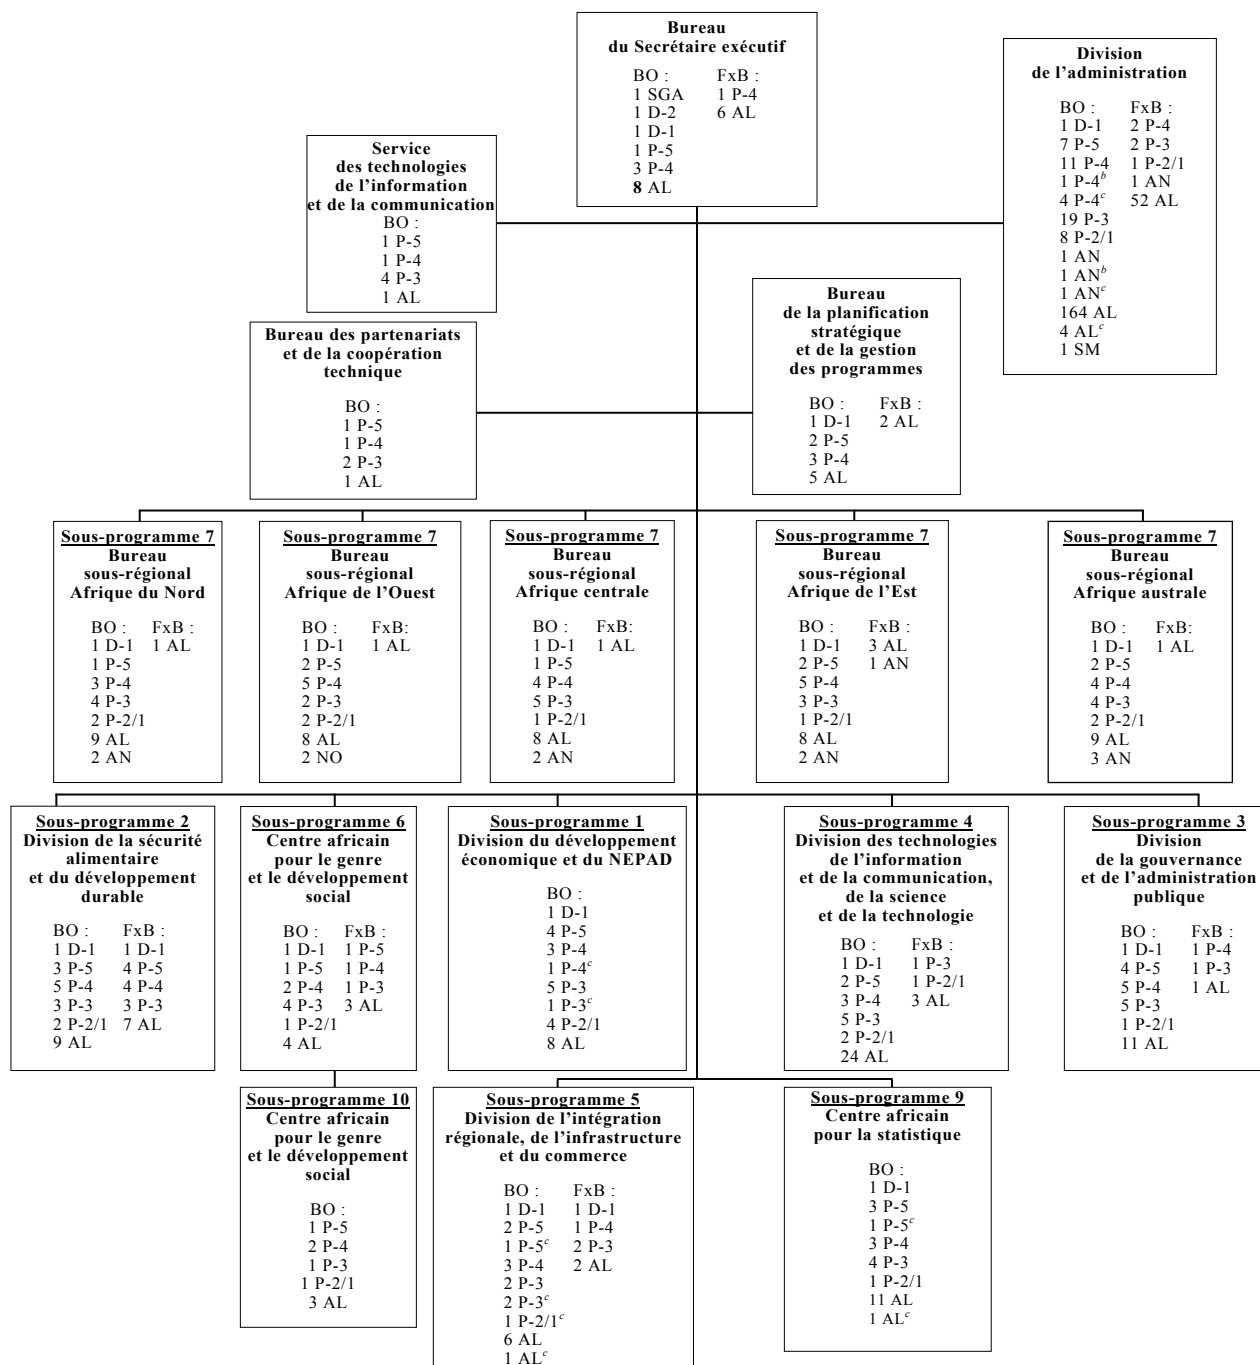 Bureau
du Secrétaire exécutif
BO : FxB :
1 SGA 1 P-4
1 D-2 6 AL
1 D-1
1 P-5
3 P-4
8 AL
Division
de l’administration
BO : FxB :
1 D-1 2 P-4
7 P-5 2 P-3
11 P-4 1 P-2/1
1 P-4b 1 AN
4 P-4c 52 AL
19 P-3
8 P-2/1
1 AN
1 ANb
1 ANc
164 AL
4 ALc
1 SM
Service
des technologies
de l’information
et de la communication
BO :
1 P-5
1 P-4
4 P-3
1 AL
Bureau
de la planification
stratégique
et de la gestion
des programmes
BO : FxB :
1 D-1 2 AL
2 P-5
3 P-4
5 AL
Bureau des partenariats
et de la coopération
technique
BO :
1 P-5
1 P-4
2 P-3
1 AL
Sous-programme 7
Bureau
sous-régional
Afrique du Nord
BO : FxB :
1 D-1 1 AL
1 P-5
3 P-4
4 P-3
2 P-2/1
9 AL
2 AN
Sous-programme 7
Bureau
sous-régional
Afrique de l’Ouest
BO : FxB:
1 D-1 1 AL
2 P-5
5 P-4
2 P-3
2 P-2/1
8 AL
2 NO
Sous-programme 7
Bureau
sous-régional
Afrique centrale
BO : FxB:
1 D-1 1 AL
1 P-5
4 P-4
5 P-3
1 P-2/1
8 AL
2 AN
Sous-programme 7
Bureau
sous-régional
Afrique de l’Est
BO : FxB :
1 D-1 3 AL
2 P-5 1 AN
5 P-4
3 P-3
1 P-2/1
8 AL
2 AN
Sous-programme 7
Bureau
sous-régional
Afrique australe
BO : FxB:
1 D-1 1 AL
2 P-5
4 P-4
4 P-3
2 P-2/1
9 AL
3 AN
Sous-programme 2
Division de la sécurité
alimentaire
et du développement
durable
BO : FxB :
1 D-1 1 D-1
3 P-5 4 P-5
5 P-4 4 P-4
3 P-3 3 P-3
2 P-2/1 7 AL
9 AL
Sous-programme 6
Centre africain
pour le genre
et le développement
social
BO : FxB :
1 D-1 1 P-5
1 P-5 1 P-4
2 P-4 1 P-3
4 P-3 3 AL
1 P-2/1
4 AL
Sous-programme 1
Division du développement
économique et du NEPAD
BO :
1 D-1
4 P-5
3 P-4
1 P-4c
5 P-3
1 P-3c
4 P-2/1
8 AL
Sous-programme 4
Division des technologies
de l’information
et de la communication,
de la science
et de la technologie
BO : FxB :
1 D-1 1 P-3
2 P-5 1 P-2/1
3 P-4 3 AL
5 P-3
2 P-2/1
24 AL
Sous-programme 3
Division
de la gouvernance
et de l’administration
publique
BO : FxB :
1 D-1 1 P-4
4 P-5 1 P-3
5 P-4 1 AL
5 P-3
1 P-2/1
11 AL
Sous-programme 10
Centre africain
pour le genre
et le développement
social
BO :
1 P-5
2 P-4
1 P-3
1 P-2/1
3 AL
Sous-programme 5
Division de l’intégration
régionale, de l’infrastructure
et du commerce
BO : FxB :
1 D-1 1 D-1
2 P-5 1 P-4
1 P-5c 2 P-3
3 P-4 2 AL
2 P-3
2 P-3c
1 P-2/1c
6 AL
1 ALc
Sous-programme 9
Centre africain
pour la statistique
BO :
1 D-1
3 P-5
1 P-5c
3 P-4
4 P-3
1 P-2/1
11 AL
1 ALc